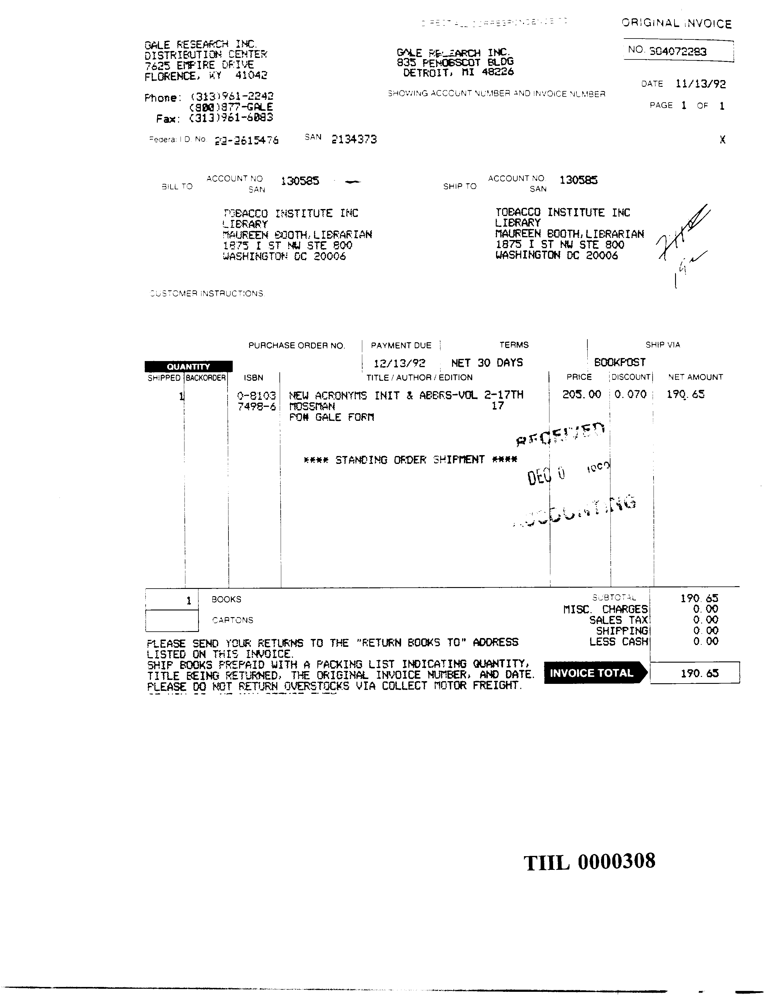 DIRECT ALL CORRESPONDENCE TO
ORIGINAL INVOICE
GALE RESEARCH INC.
DISTRIBUTION CENTER
7625 EMPIRE DRIVE
FLORENCE, KY 41042
GALE RESEARCH INC.
835 PENOBSCOT BLDG
DETROIT, MI 48226
NO. S04072283
DATE 11/13/92
SHOWING ACCOUNT NUMBER AND INVOICE NUMBER
PAGE 1 OF 1
Phone: (313)961-2242
(800)877-GALE
Fax: (313)961-6083
Federal I.D. No. 22-2615476 SAN 2134373 X
BILL TO ACCOUNT NO. 130585
SAN
SHIP TO ACCOUNT NO. 130585
SAN
TOBACCO INSTITUTE INC
LIBRARY
MAUREEN BOOTH, LIBRARIAN
1875 I ST NW STE 800
WASHINGTON DC 20006
TOBACCO INSTITUTE INC
LIBRARY
MAUREEN BOOTH, LIBRARIAN
1875 I ST NW STE 800
WASHINGTON DC 20006
CUSTOMER INSTRUCTIONS
PURCHASE ORDER NO. PAYMENT DUE TERMS SHIP VIA
12/13/92 NET 30 DAYS BOOKPOST
QUANTITY
SHIPPED BACKORDER ISBN TITLE / AUTHOR / EDITION PRICE DISCOUNT NET AMOUNT
1 0-8103 NEW ACRONYMS INIT & ABBRS-VOL 2-17TH 205.00 0.070 190.65
7498-6 MOSSMAN 17
FOM GALE FORM
RECEIVED
**** STANDING ORDER SHIPMENT ****
DEC 0
ACCOUNTING
1 BOOKS
CARTONS
SUBTOTAL 190.65
MISC. CHARGES 0.00
SALES TAX 0.00
SHIPPING 0.00
LESS CASH 0.00
PLEASE SEND YOUR RETURNS TO THE "RETURN BOOKS TO" ADDRESS
LISTED ON THIS INVOICE.
SHIP BOOKS PREPAID WITH A PACKING LIST INDICATING QUANTITY,
TITLE BEING RETURNED, THE ORIGINAL INVOICE NUMBER, AND DATE.
PLEASE DO NOT RETURN OVERSTOCKS VIA COLLECT MOTOR FREIGHT.
INVOICE TOTAL 190.65
TIIL 0000308